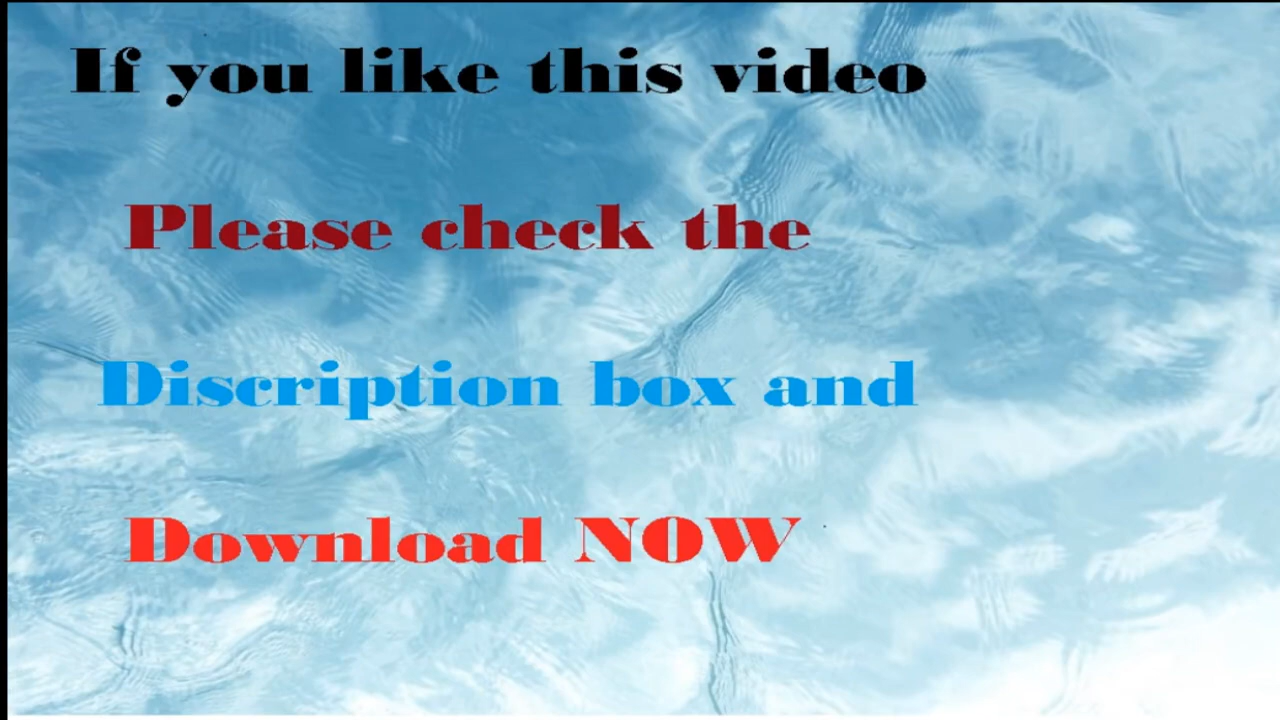 If you like this video
Please check the
Discription box and
Download NOW